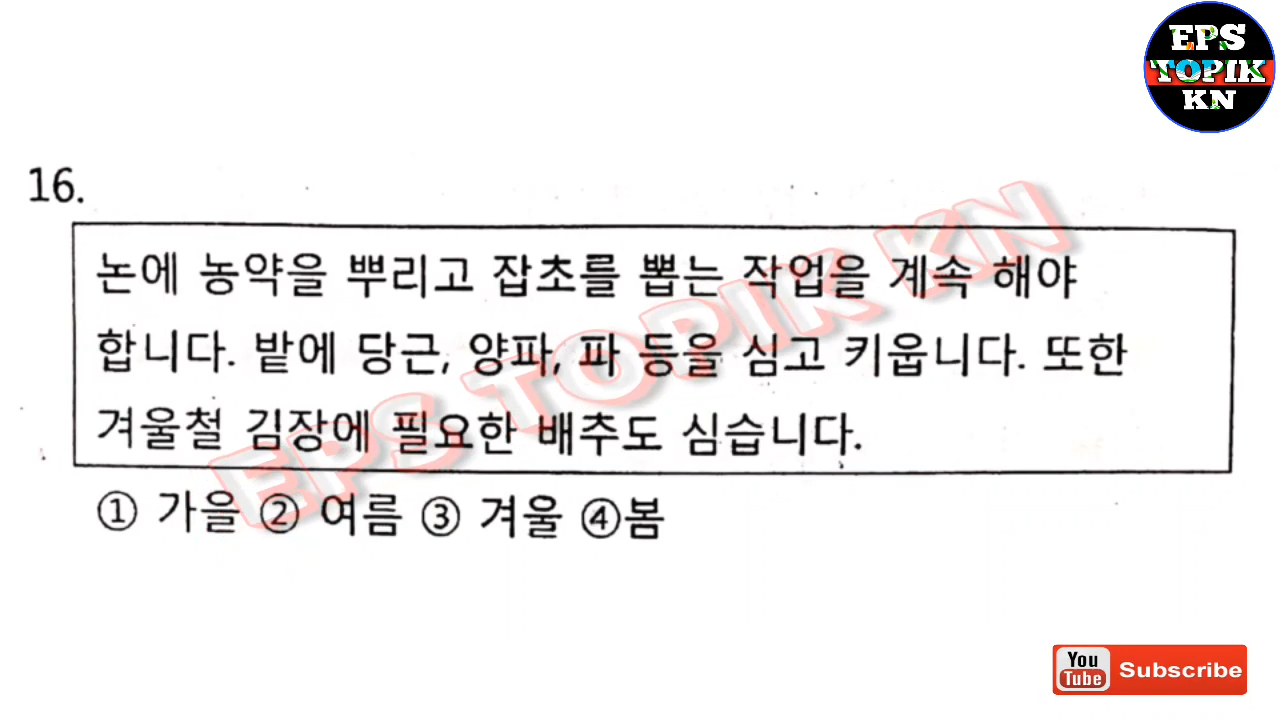 EPS
TOPIK
KN
16.
논에 농약을 뿌리고 잡초를 뽑는 작업을 계속 해야
합니다. 밭에 당근, 양파, 파 등을 심고 키웁니다. 또한
겨울철 김장에 필요한 배추도 심습니다.
EPS TOPIK KN
① 가을 ② 여름 ③ 겨울 ④봄
You
Tube
Subscribe